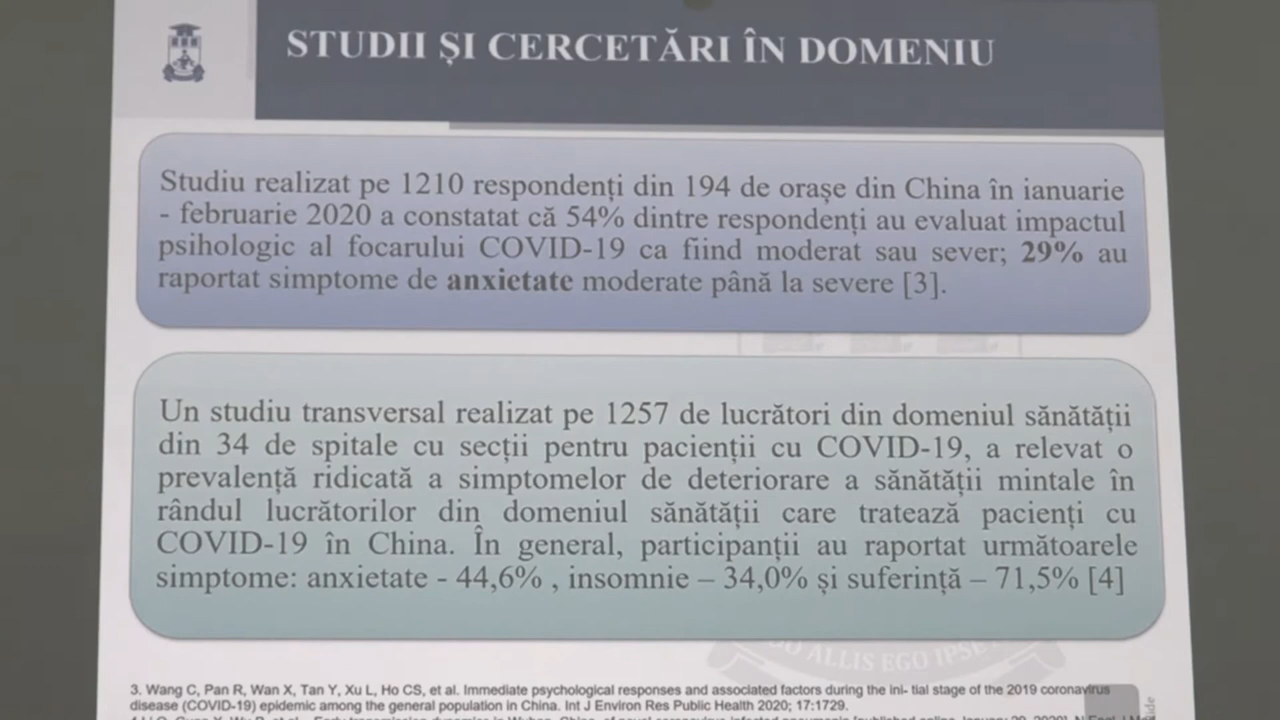 STUDII ȘI CERCETĂRI ÎN DOMENIU
Studiu realizat pe 1210 respondenți din 194 de orașe din China în ianuarie
- februarie 2020 a constatat că 54% dintre respondenți au evaluat impactul
psihologic al focarului COVID-19 ca fiind moderat sau sever; 29% au
raportat simptome de anxietate moderate până la severe [3].
Un studiu transversal realizat pe 1257 de lucrători din domeniul sănătății
din 34 de spitale cu secții pentru pacienții cu COVID-19, a relevat o
prevalență ridicată a simptomelor de deteriorare a sănătății mintale în
rândul lucrătorilor din domeniul sănătății care tratează pacienți cu
COVID-19 în China. În general, participanții au raportat următoarele
simptome: anxietate - 44,6% , insomnie – 34,0% și suferință – 71,5% [4]
ALLIS EGO
3. Wang C, Pan R, Wan X, Tan Y, Xu L, Ho CS, et al. Immediate psychological responses and associated factors during the ini- tial stage of the 2019 coronavirus
disease (COVID-19) epidemic among the general population in China. Int J Environ Res Public Health 2020; 17:1729.